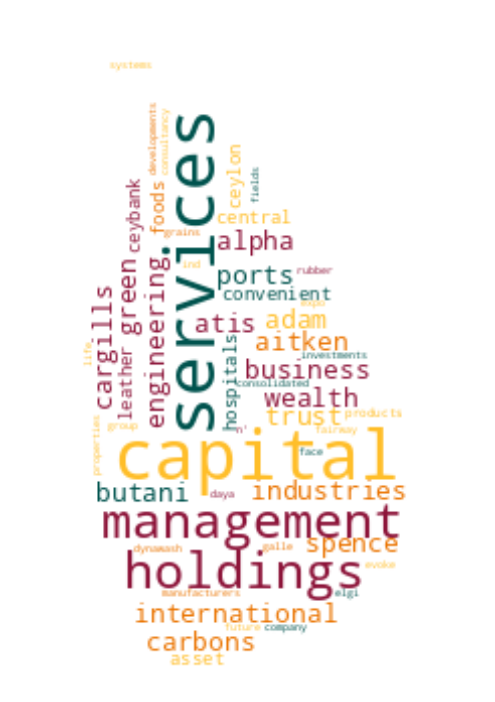 systems
developments
consultancy
services
ceylon
fields
foods
ceybank
central
grains
alpha
engineering
green
ind
ports
rubber
convenient
cargills
expo
atis
adam
aitken
hospitals
leather
life
investments
business
consolidated
wealth
trust
products
properties
group
n'
fairway
capital
face
butani
daya
industries
management
spence
dynawash
galle
holdings
evoke
manufacturers
elgi
international
future
company
carbons
asset